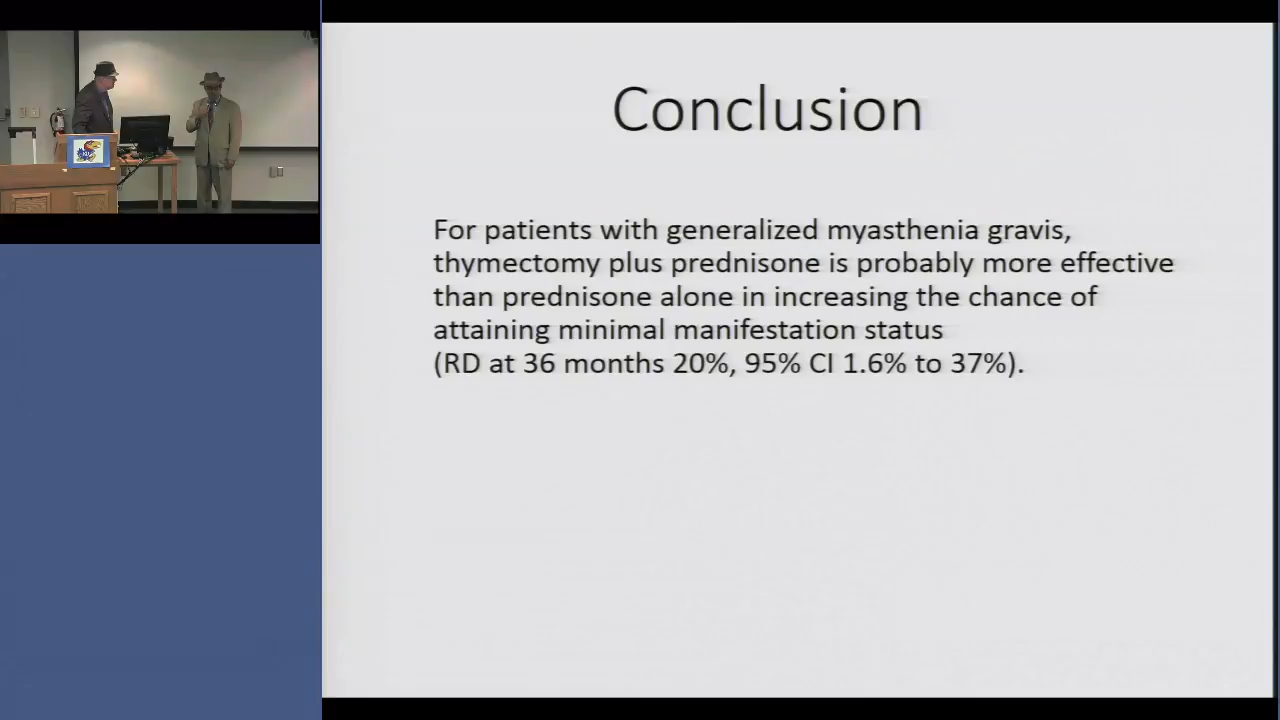 Conclusion
For patients with generalized myasthenia gravis,
thymectomy plus prednisone is probably more effective
than prednisone alone in increasing the chance of
attaining minimal manifestation status
(RD at 36 months 20%, 95% CI 1.6% to 37%).